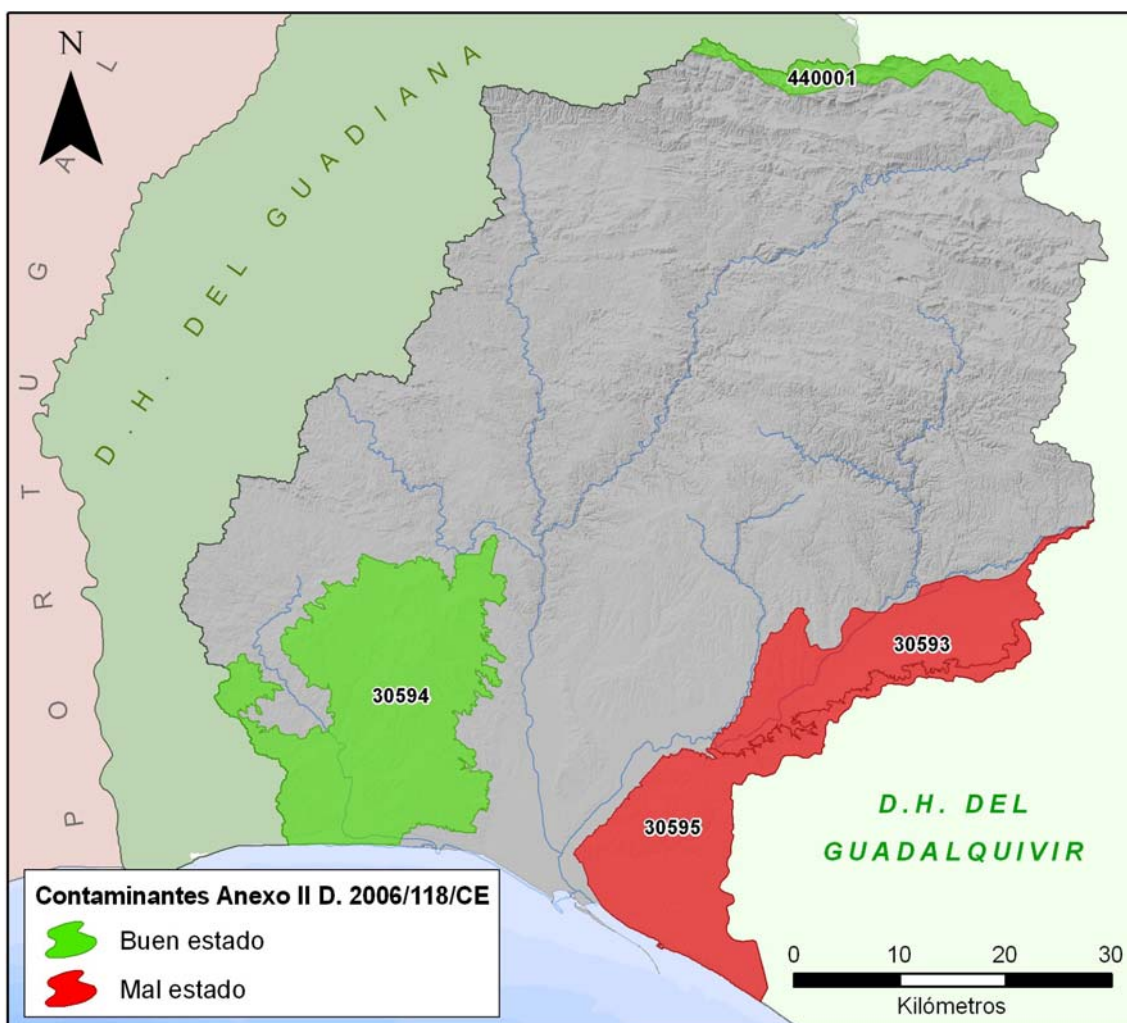 N
PORTUGAL
D.H. DEL GUADIANA
440001
30594
30593
30595
D.H. DEL
GUADALQUIVIR
Contaminantes Anexo II D. 2006/118/CE
Buen estado
Mal estado
0 10 20 30
Kilómetros